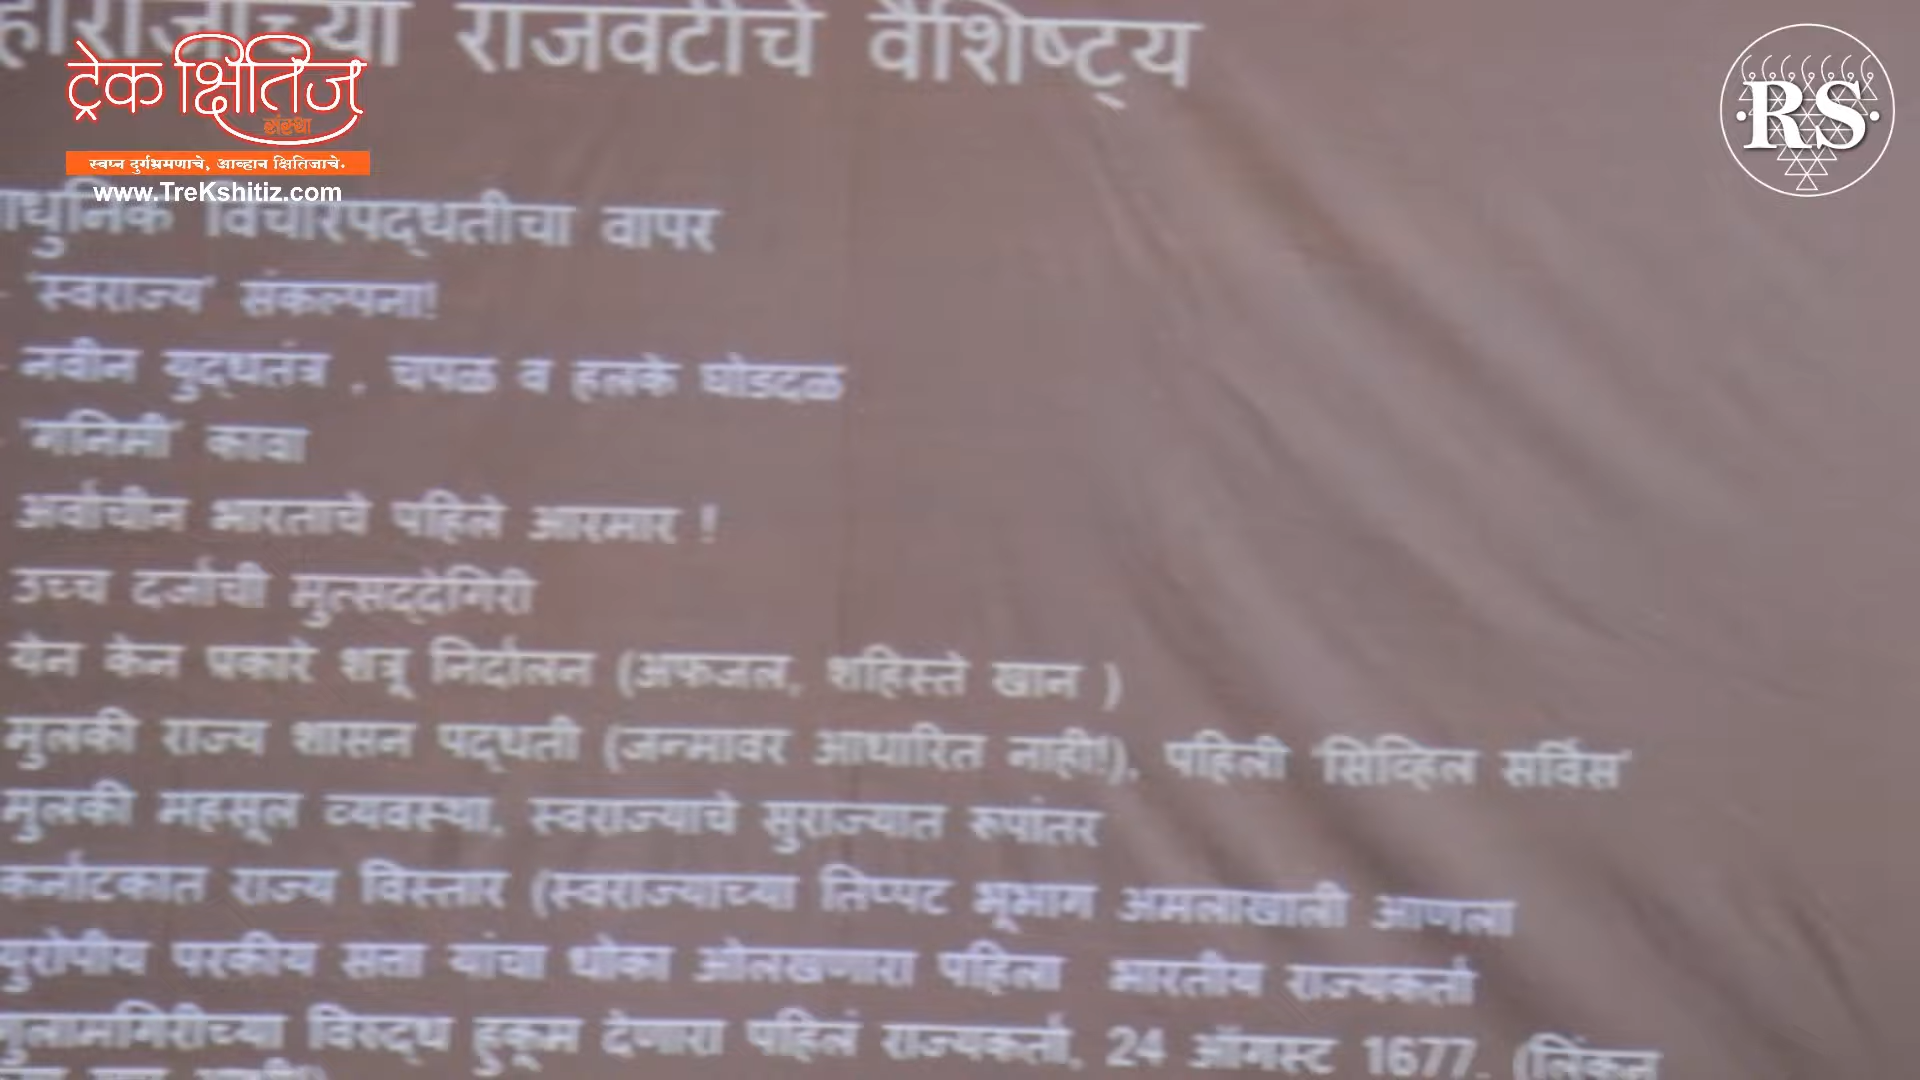 हाराजांच्या राजवटीचे वैशिष्ट्य
ट्रेक क्षितिज
संस्था
स्वप्न दुर्गभ्रमणाचे, आव्हान क्षितिजाचे.
www.TreKshitiz.com
RS
ाधुनिक विचारपद्धतीचा वापर
- 'स्वराज्य' संकल्पना!
- नवीन युद्धतंत्र , चपळ व हलके घोडदळ
- 'गनिमी' कावा
अर्वाचीन भारताचे पहिले आरमार !
उच्च दर्जाची मुत्सद्देगिरी
येन केन प्रकारे शत्रू निर्दालन (अफजल, शहिस्ते खान )
मुलकी राज्य शासन पद्धती (जन्मावर आधारित नाही!), पहिली 'सिव्हिल सर्विस'
मुलकी महसूल व्यवस्था, स्वराज्याचे सुराज्यात रूपांतर
कर्नाटकात राज्य विस्तार (स्वराज्याच्या तिप्पट भूभाग अमलाखाली आणला
युरोपीय परकीय सत्ता यांचा धोका ओलखणारा पहिला भारतीय राज्यकर्ता
गुलामगिरीच्या विरुद्ध हुकूम देणारा पहिलं राज्यकर्ता, 24 ऑगस्ट 1677. (लिंकन